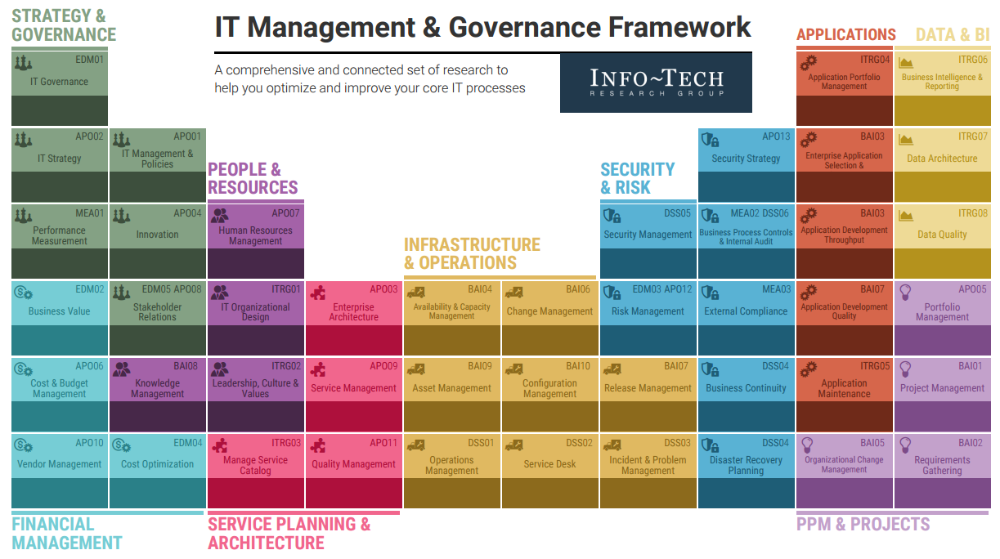 STRATEGY &
GOVERNANCE
IT Management & Governance Framework
A comprehensive and connected set of research to
help you optimize and improve your core IT processes
INFO~TECH
RESEARCH GROUP
APPLICATIONS
DATA & BI
EDM01
IT Governance
ITRG04
Application Portfolio
Management
ITRG06
Business Intelligence &
Reporting
APO02
IT Strategy
APO01
IT Management &
Policies
PEOPLE &
RESOURCES
SECURITY
& RISK
APO13
Security Strategy
BAI03
Enterprise Application
Selection &
ITRG07
Data Architecture
MEA01
Performance
Measurement
APO04
Innovation
APO07
Human Resources
Management
INFRASTRUCTURE
& OPERATIONS
DSS05
Security Management
MEA02 DSS06
Business Process Controls
& Internal Audit
BAI03
Application Development
Throughput
ITRG08
Data Quality
EDM02
Business Value
EDM05 APO08
Stakeholder
Relations
ITRG01
IT Organizational
Design
APO03
Enterprise
Architecture
BAI04
Availability & Capacity
Management
BAI06
Change Management
EDM03 APO12
Risk Management
MEA03
External Compliance
BAI07
Application Development
Quality
APO05
Portfolio
Management
APO06
Cost & Budget
Management
BAI08
Knowledge
Management
ITRG02
Leadership, Culture &
Values
APO09
Service Management
BAI09
Asset Management
BAI10
Configuration
Management
BAI07
Release Management
DSS04
Business Continuity
ITRG05
Application
Maintenance
BAI01
Project Management
APO10
Vendor Management
EDM04
Cost Optimization
ITRG03
Manage Service
Catalog
APO11
Quality Management
DSS01
Operations
Management
DSS02
Service Desk
DSS03
Incident & Problem
Management
DSS04
Disaster Recovery
Planning
BAI05
Organizational Change
Management
BAI02
Requirements
Gathering
FINANCIAL
MANAGEMENT
SERVICE PLANNING &
ARCHITECTURE
PPM & PROJECTS